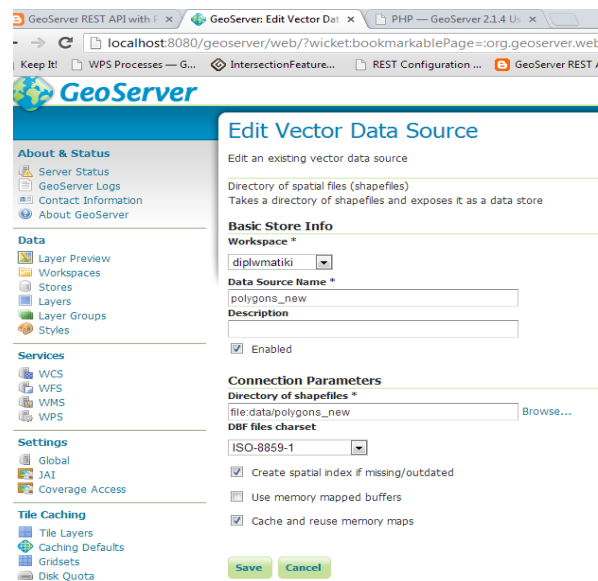 GeoServer REST API with P
GeoServer: Edit Vector Dat
PHP — GeoServer 2.1.4 Us
localhost:8080/geoserver/web/?wicket:bookmarkablePage=:org.geoserver.web
Keep It!
WPS Processes — G...
IntersectionFeature...
REST Configuration ...
GeoServer REST A
GeoServer
About & Status
Server Status
GeoServer Logs
Contact Information
About GeoServer
Data
Layer Preview
Workspaces
Stores
Layers
Layer Groups
Styles
Services
WCS
WFS
WMS
WPS
Settings
Global
JAI
Coverage Access
Tile Caching
Tile Layers
Caching Defaults
Gridsets
Disk Quota
Edit Vector Data Source
Edit an existing vector data source
Directory of spatial files (shapefiles)
Takes a directory of shapefiles and exposes it as a data store
Basic Store Info
Workspace *
diplwmatiki
Data Source Name *
polygons_new
Description
Enabled
Connection Parameters
Directory of shapefiles *
file:data/polygons_new
Browse...
DBF files charset
ISO-8859-1
Create spatial index if missing/outdated
Use memory mapped buffers
Cache and reuse memory maps
Save
Cancel